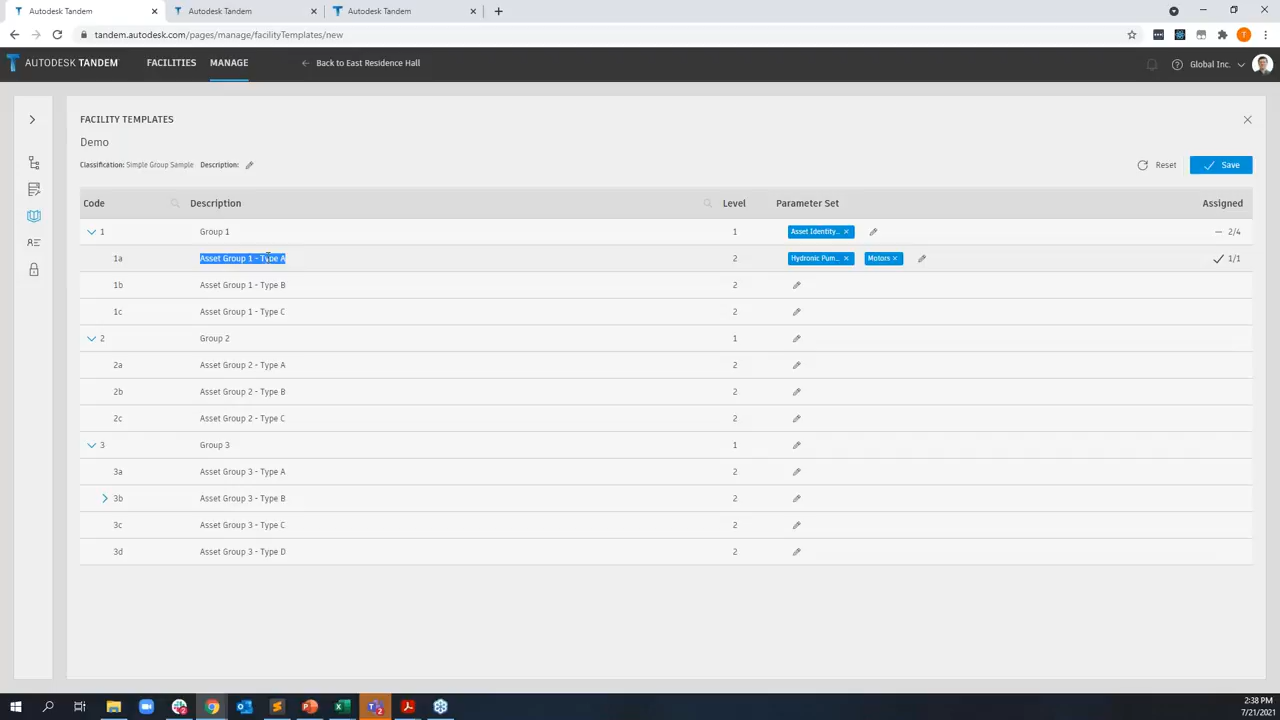 Autodesk Tandem
Autodesk Tandem
Autodesk Tandem
tandem.autodesk.com/pages/manage/facilityTemplates/new
T
AUTODESK TANDEM FACILITIES MANAGE Back to East Residence Hall Global Inc.
FACILITY TEMPLATES
Demo
Classification: Simple Group Sample Description: Reset Save
Code Description Level Parameter Set Assigned
1 Group 1 1 Asset Identity... 2/4
1a Asset Group 1 - Type A 2 Hydronic Pum... Motors 1/1
1b Asset Group 1 - Type B 2
1c Asset Group 1 - Type C 2
2 Group 2 1
2a Asset Group 2 - Type A 2
2b Asset Group 2 - Type B 2
2c Asset Group 2 - Type C 2
3 Group 3 1
3a Asset Group 3 - Type A 2
3b Asset Group 3 - Type B 2
3c Asset Group 3 - Type C 2
3d Asset Group 3 - Type D 2
2:38 PM
7/21/2021